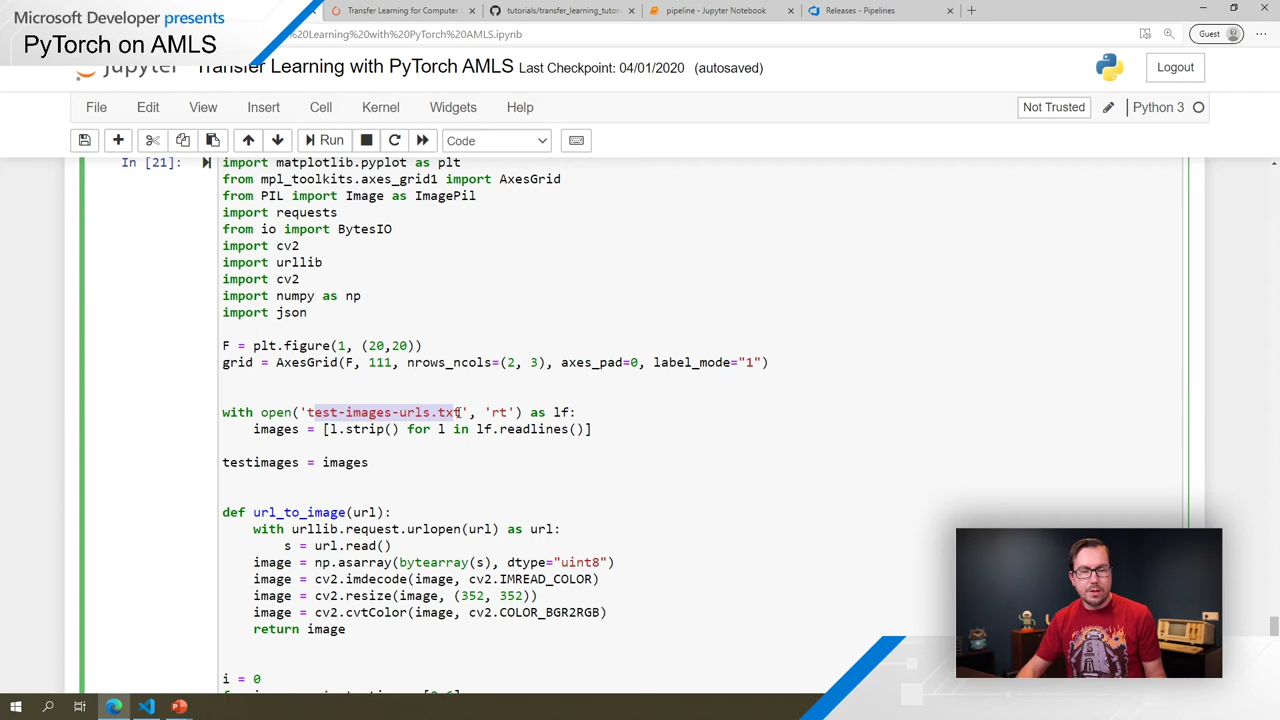 Microsoft Developer presents
PyTorch on AMLS
Transfer Learning for Computer
tutorials/transfer_learning_tutor
pipeline - Jupyter Notebook
Releases - Pipelines
%20Learning%20with%20PyTorch%20AMLS.ipynb
Guest
Jupyter Transfer Learning with PyTorch AMLS Last Checkpoint: 04/01/2020 (autosaved)
Logout
File Edit View Insert Cell Kernel Widgets Help
Not Trusted
Python 3
Run
Code
In [21]:
import matplotlib.pyplot as plt
from mpl_toolkits.axes_grid1 import AxesGrid
from PIL import Image as ImagePil
import requests
from io import BytesIO
import cv2
import urllib
import cv2
import numpy as np
import json
F = plt.figure(1, (20,20))
grid = AxesGrid(F, 111, nrows_ncols=(2, 3), axes_pad=0, label_mode="1")
with open('test-images-urls.txt', 'rt') as lf:
images = [l.strip() for l in lf.readlines()]
testimages = images
def url_to_image(url):
with urllib.request.urlopen(url) as url:
s = url.read()
image = np.asarray(bytearray(s), dtype="uint8")
image = cv2.imdecode(image, cv2.IMREAD_COLOR)
image = cv2.resize(image, (352, 352))
image = cv2.cvtColor(image, cv2.COLOR_BGR2RGB)
return image
i = 0